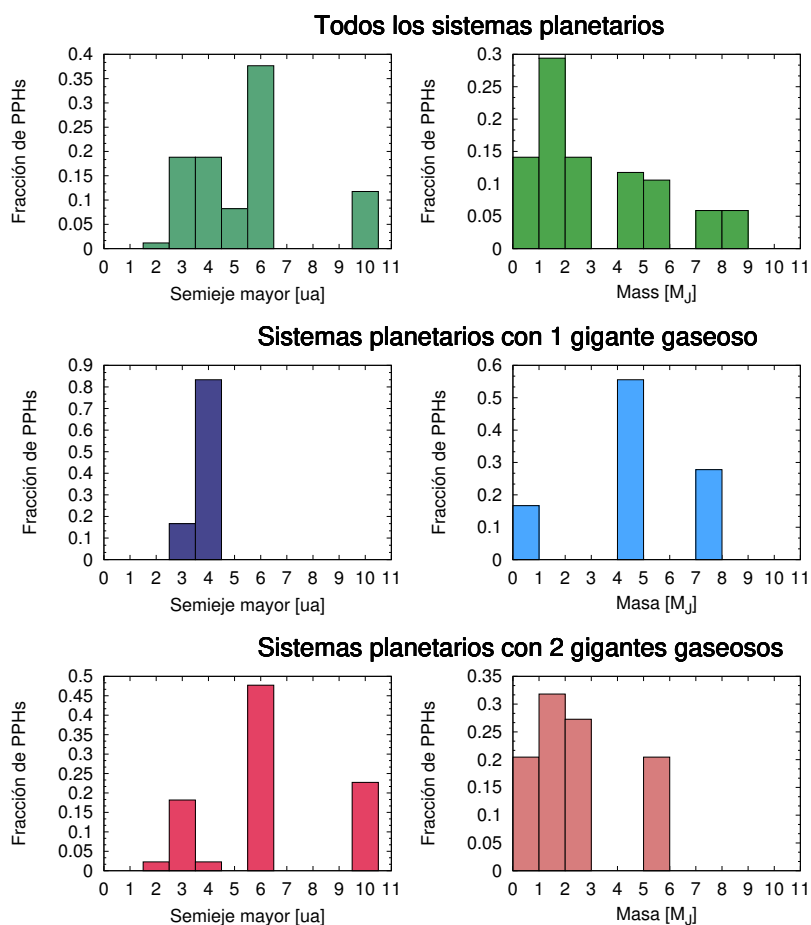 Todos los sistemas planetarios
Fracción de PPHs
0.4
0.35
0.3
0.25
0.2
0.15
0.1
0.05
0
0 1 2 3 4 5 6 7 8 9 10 11
Semieje mayor [ua]
Fracción de PPHs
0.3
0.25
0.2
0.15
0.1
0.05
0
0 1 2 3 4 5 6 7 8 9 10 11
Mass [M_J]
Sistemas planetarios con 1 gigante gaseoso
Fracción de PPHs
0.9
0.8
0.7
0.6
0.5
0.4
0.3
0.2
0.1
0
0 1 2 3 4 5 6 7 8 9 10 11
Semieje mayor [ua]
Fracción de PPHs
0.6
0.5
0.4
0.3
0.2
0.1
0
0 1 2 3 4 5 6 7 8 9 10 11
Masa [M_J]
Sistemas planetarios con 2 gigantes gaseosos
Fracción de PPHs
0.5
0.45
0.4
0.35
0.3
0.25
0.2
0.15
0.1
0.05
0
0 1 2 3 4 5 6 7 8 9 10 11
Semieje mayor [ua]
Fracción de PPHs
0.35
0.3
0.25
0.2
0.15
0.1
0.05
0
0 1 2 3 4 5 6 7 8 9 10 11
Masa [M_J]